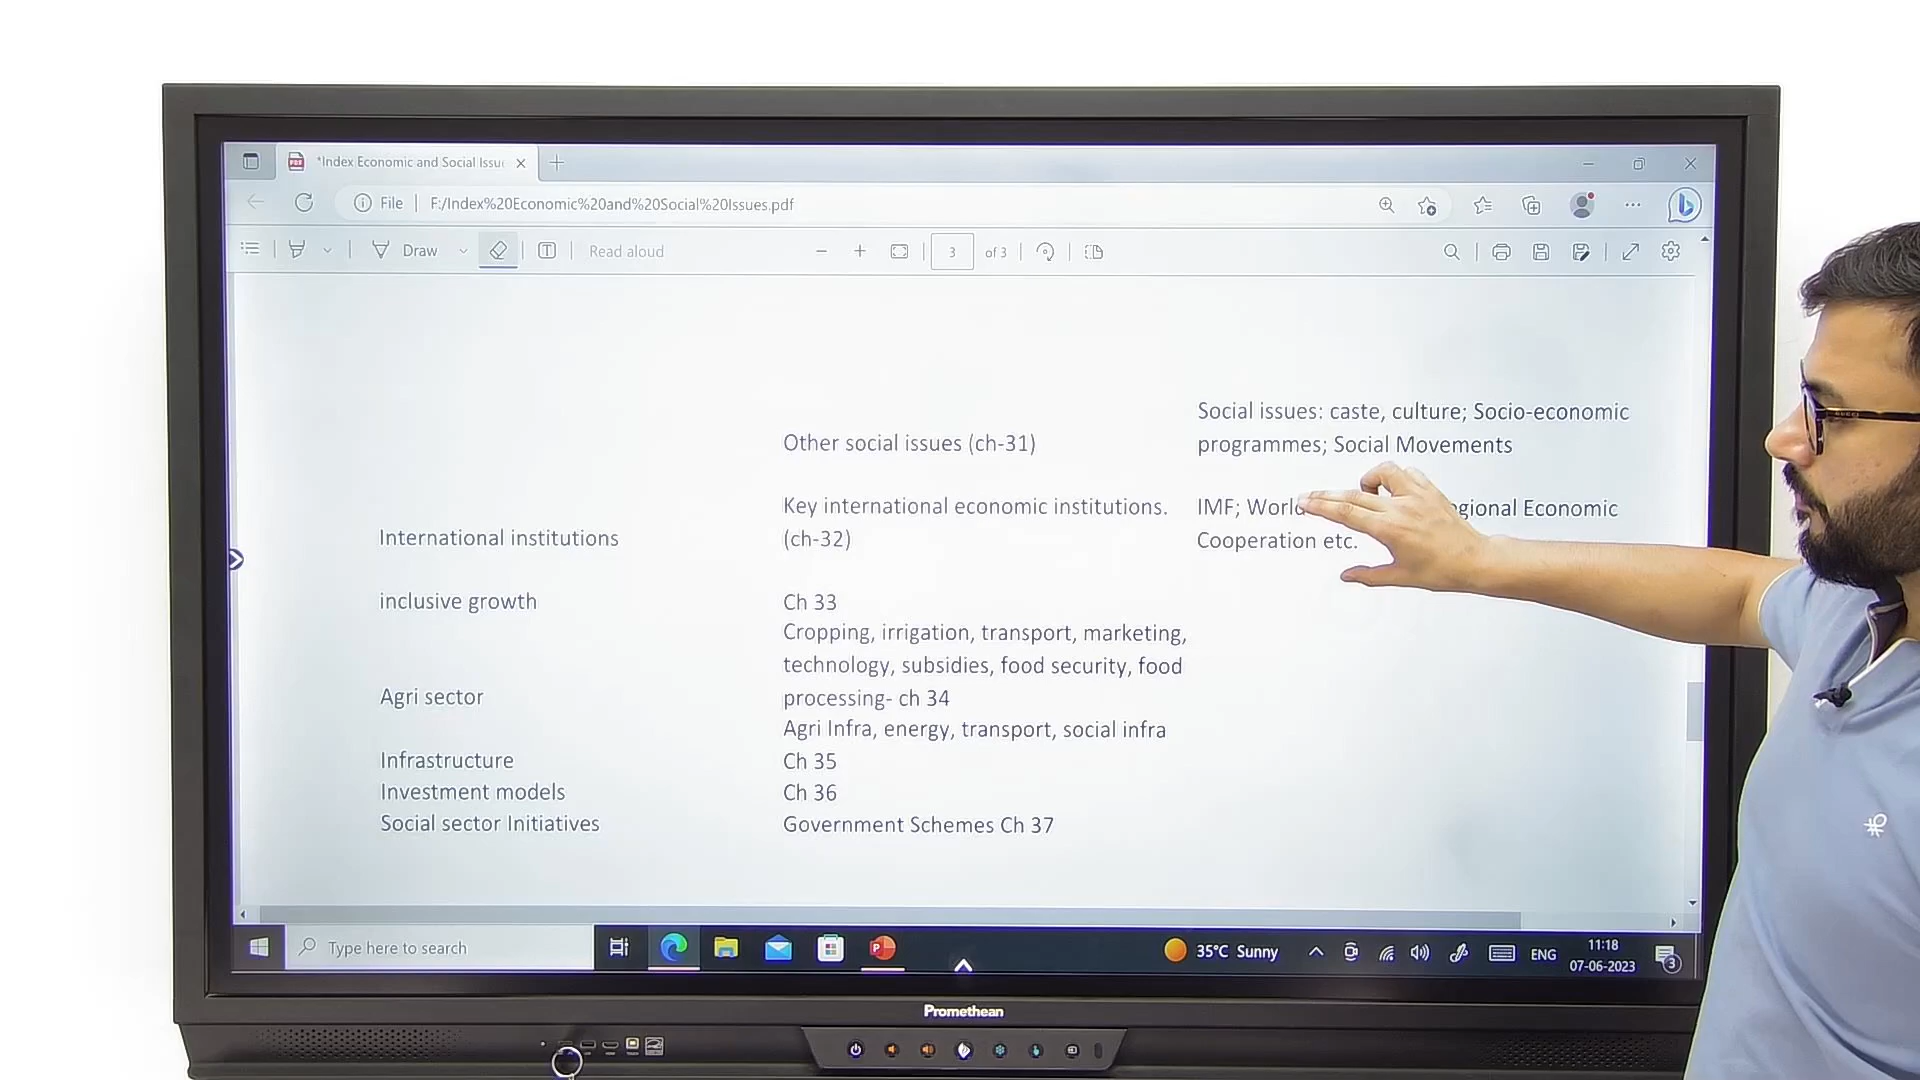 *Index Economic and Social Issue
File
F:/Index%20Economic%20and%20Social%20Issues.pdf
Draw
Read aloud
3 of 3
Social issues: caste, culture; Socio-economic
programmes; Social Movements
Other social issues (ch-31)
Key international economic institutions.
(ch-32)
IMF; World
Economic
Cooperation etc.
International institutions
inclusive growth
Ch 33
Cropping, irrigation, transport, marketing,
technology, subsidies, food security, food
processing- ch 34
Agri sector
Agri Infra, energy, transport, social infra
Infrastructure
Ch 35
Investment models
Ch 36
Social sector Initiatives
Government Schemes Ch 37
Type here to search
35°C Sunny
ENG
11:18
07-06-2023
3
Promethean